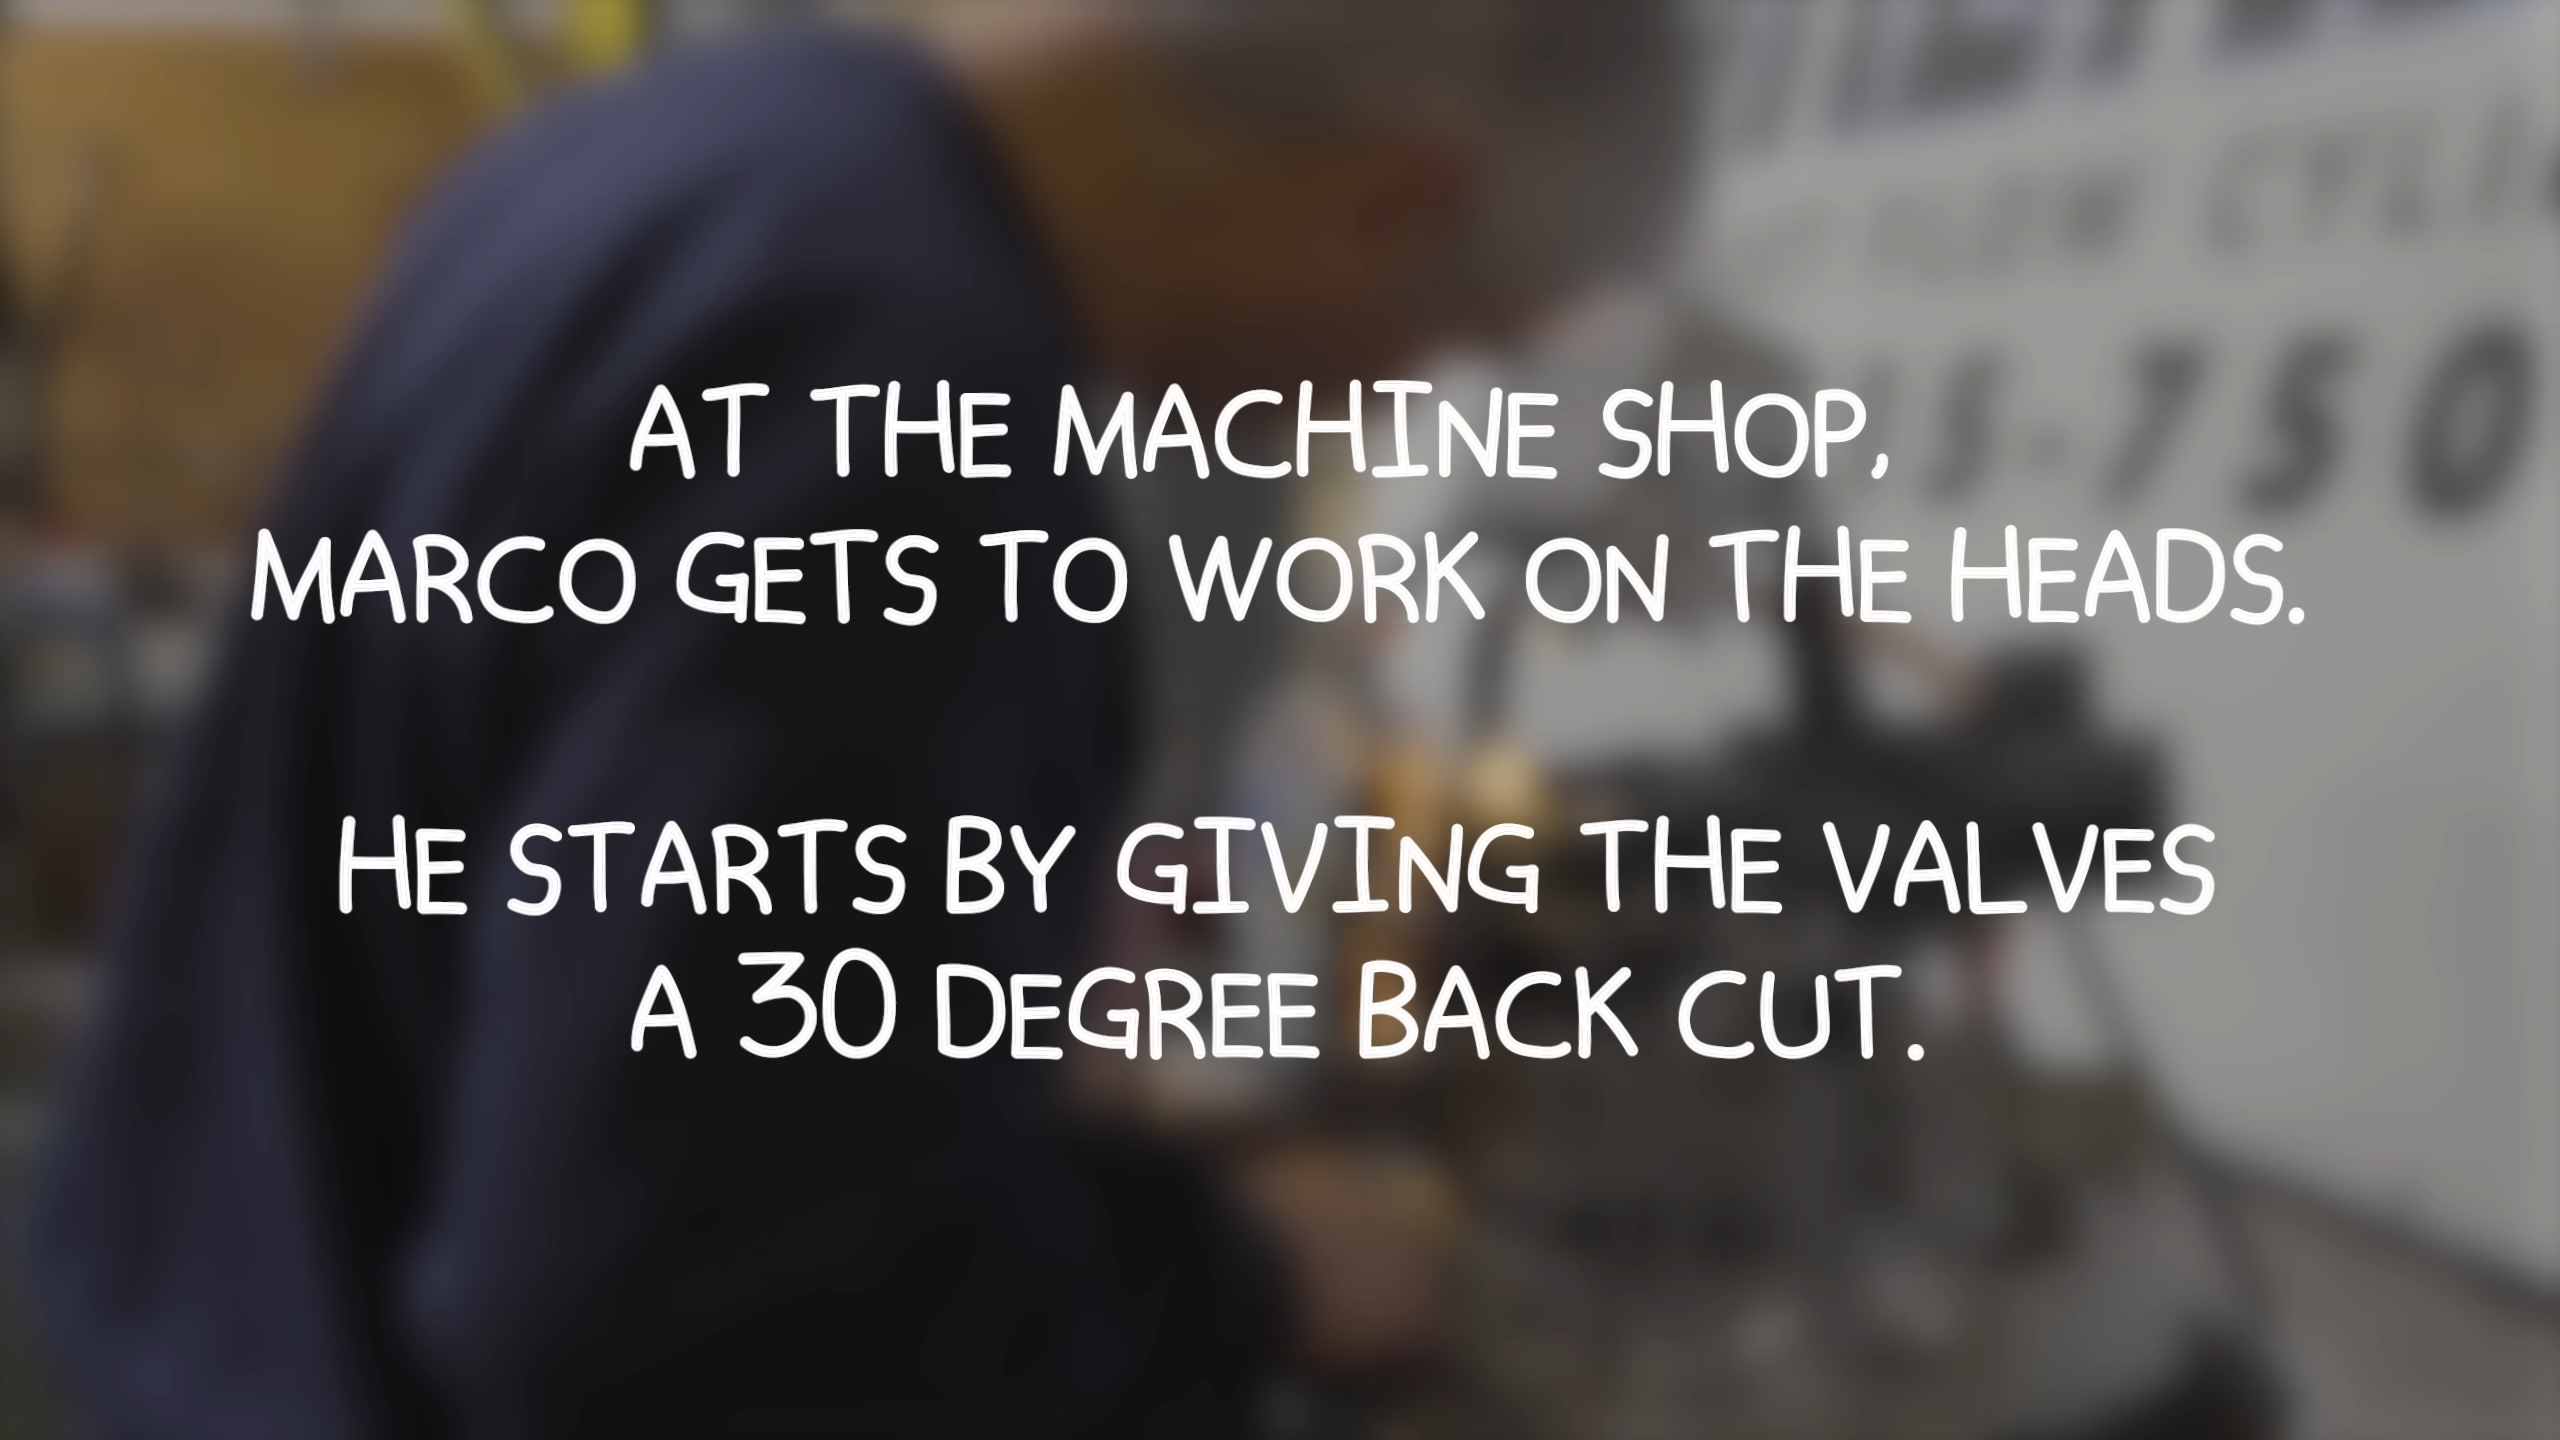 AT THE MACHINE SHOP,
MARCO GETS TO WORK ON THE HEADS.
HE STARTS BY GIVING THE VALVES
A 30 DEGREE BACK CUT.
750